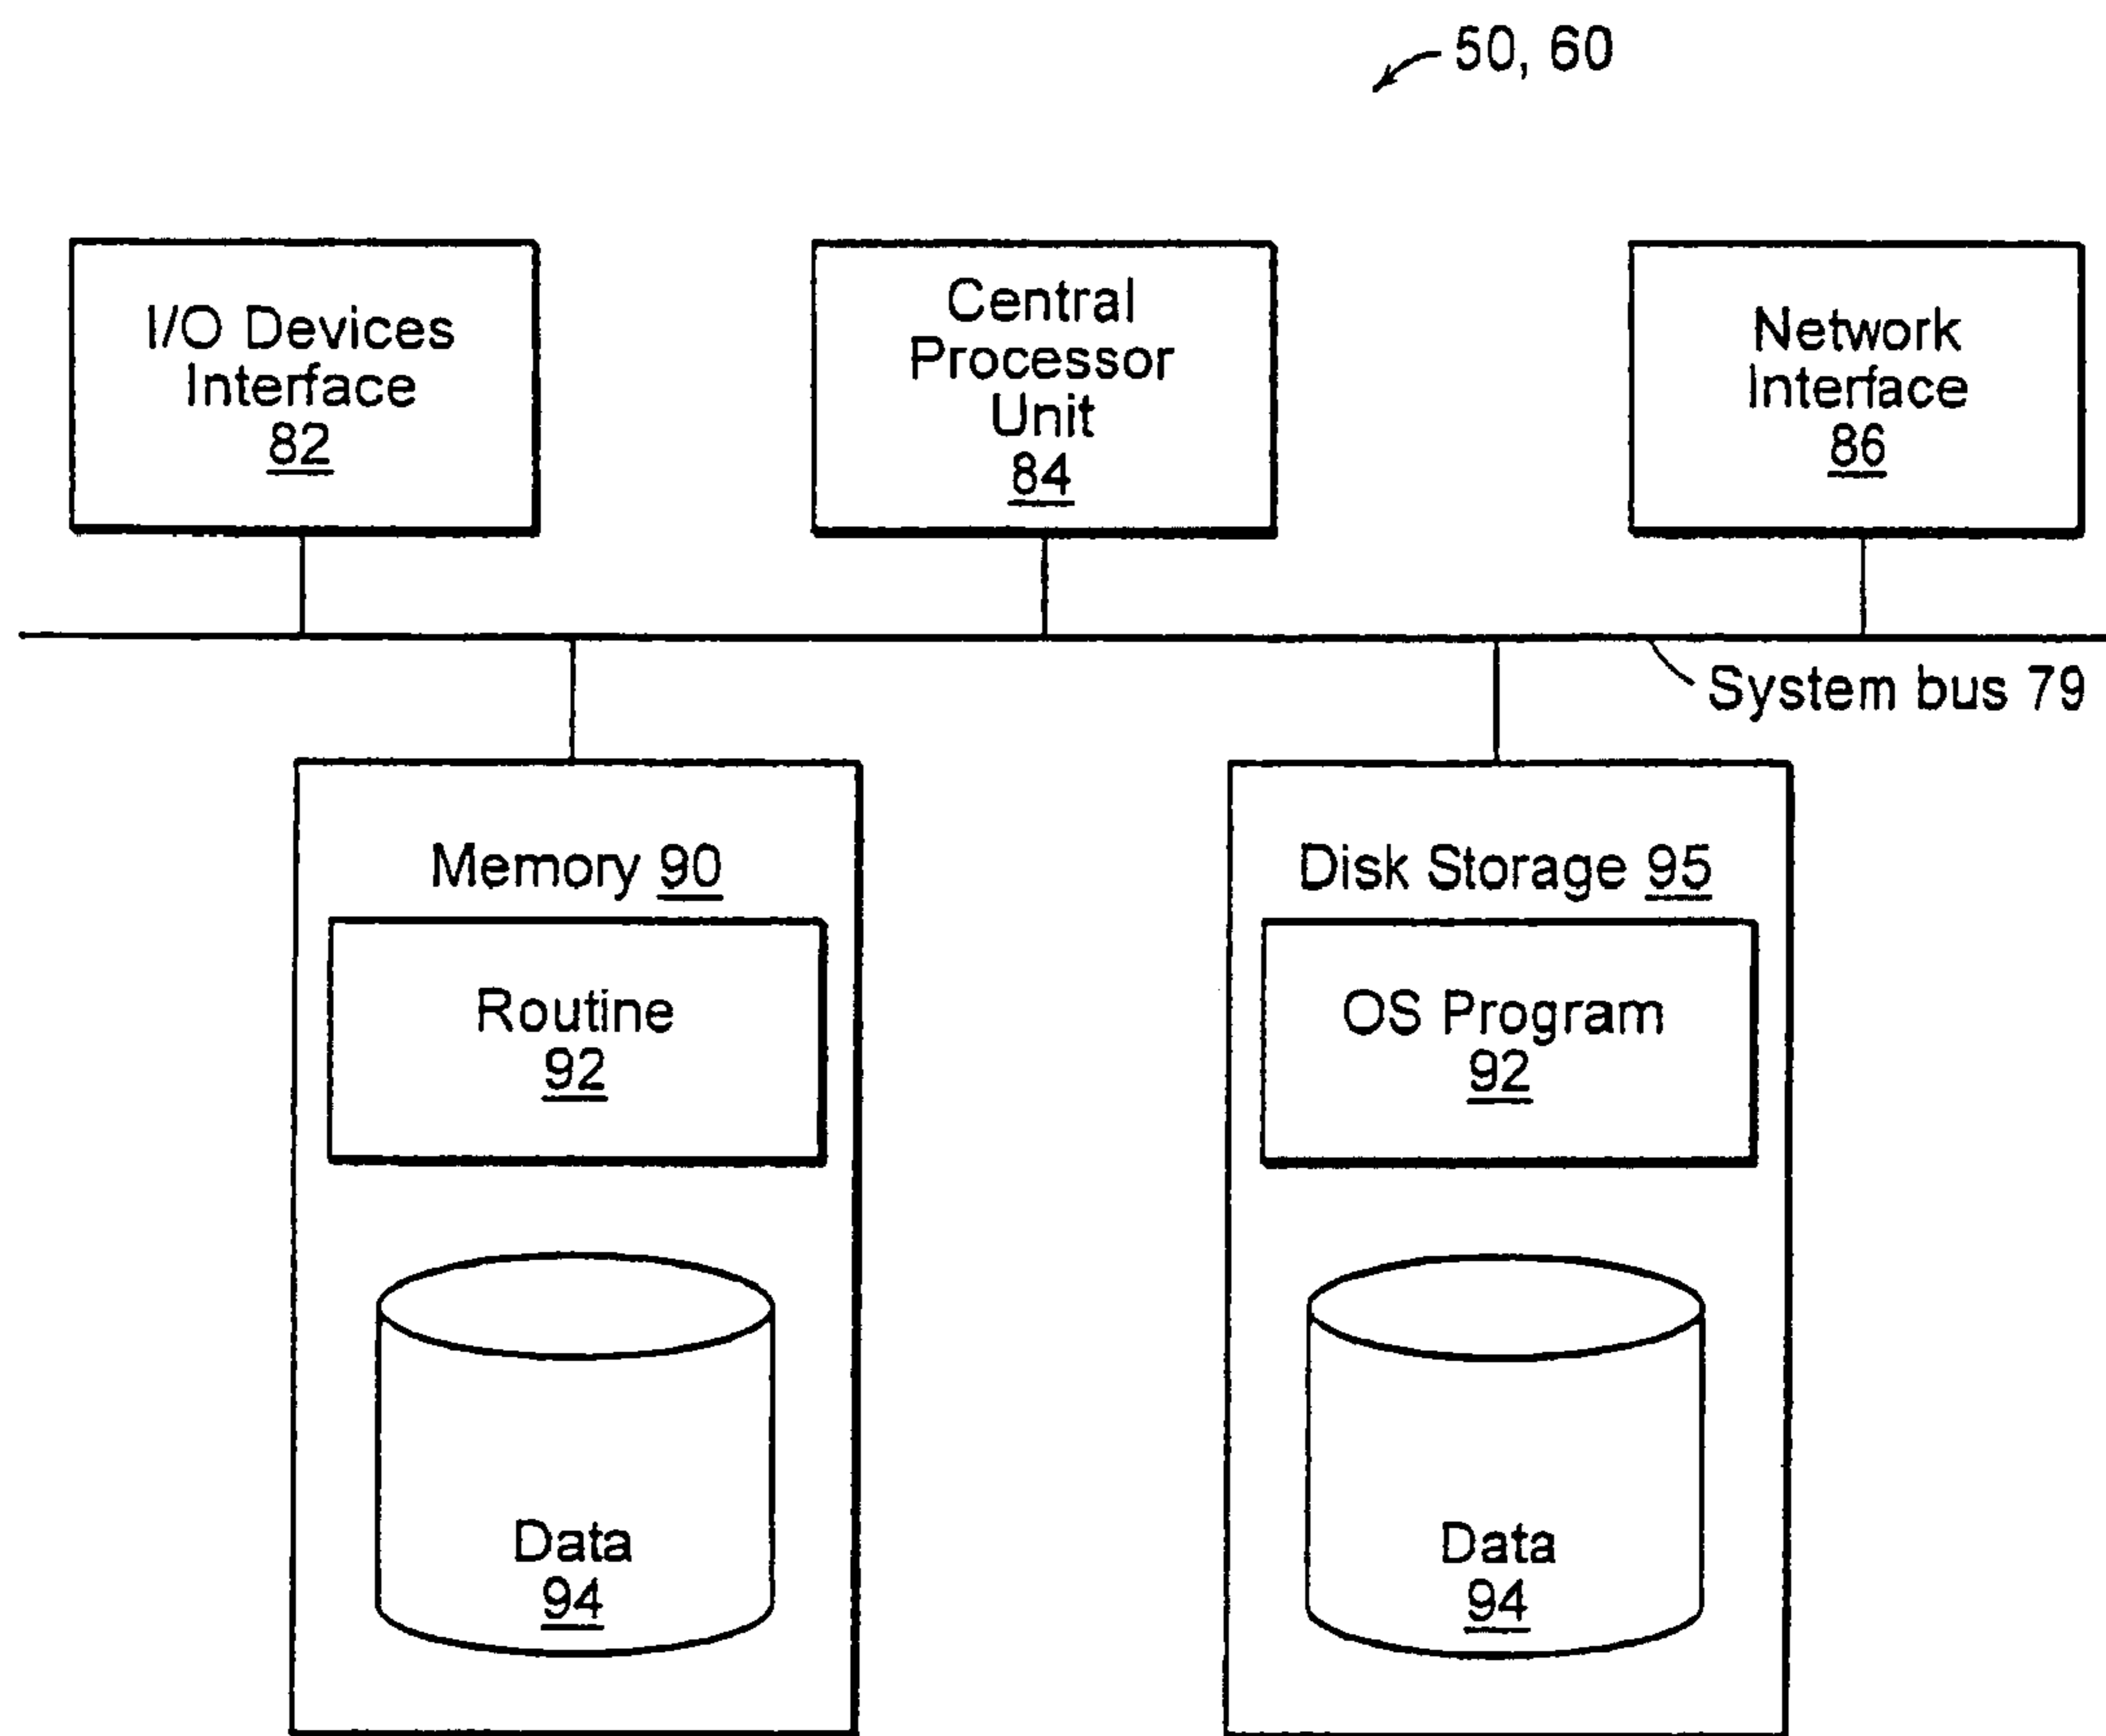 50, 60
I/O Devices
Interface
82
Central
Processor
Unit
84
Network
Interface
86
System bus 79
Memory 90
Routine
92
Data
94
Disk Storage 95
OS Program
92
Data
94